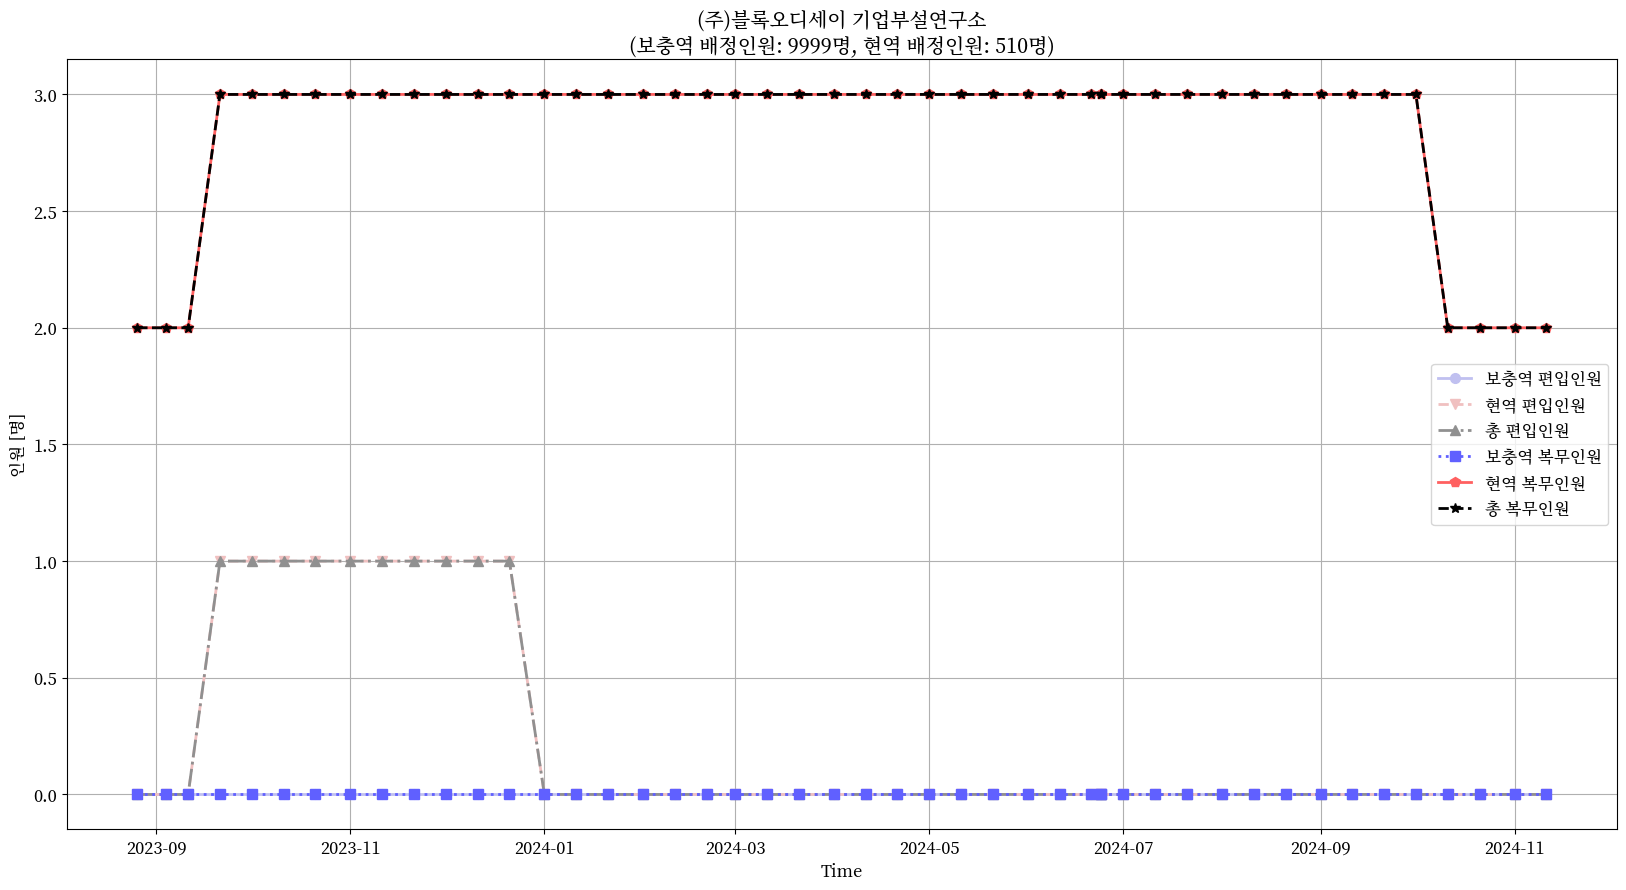 (주)블록오디세이 기업부설연구소
(보충역 배정인원: 9999명, 현역 배정인원: 510명)
인원 [명]
3.0
2.5
2.0
1.5
1.0
0.5
0.0
보충역 편입인원
현역 편입인원
총 편입인원
보충역 복무인원
현역 복무인원
총 복무인원
2023-09
2023-11
2024-01
2024-03
2024-05
2024-07
2024-09
2024-11
Time